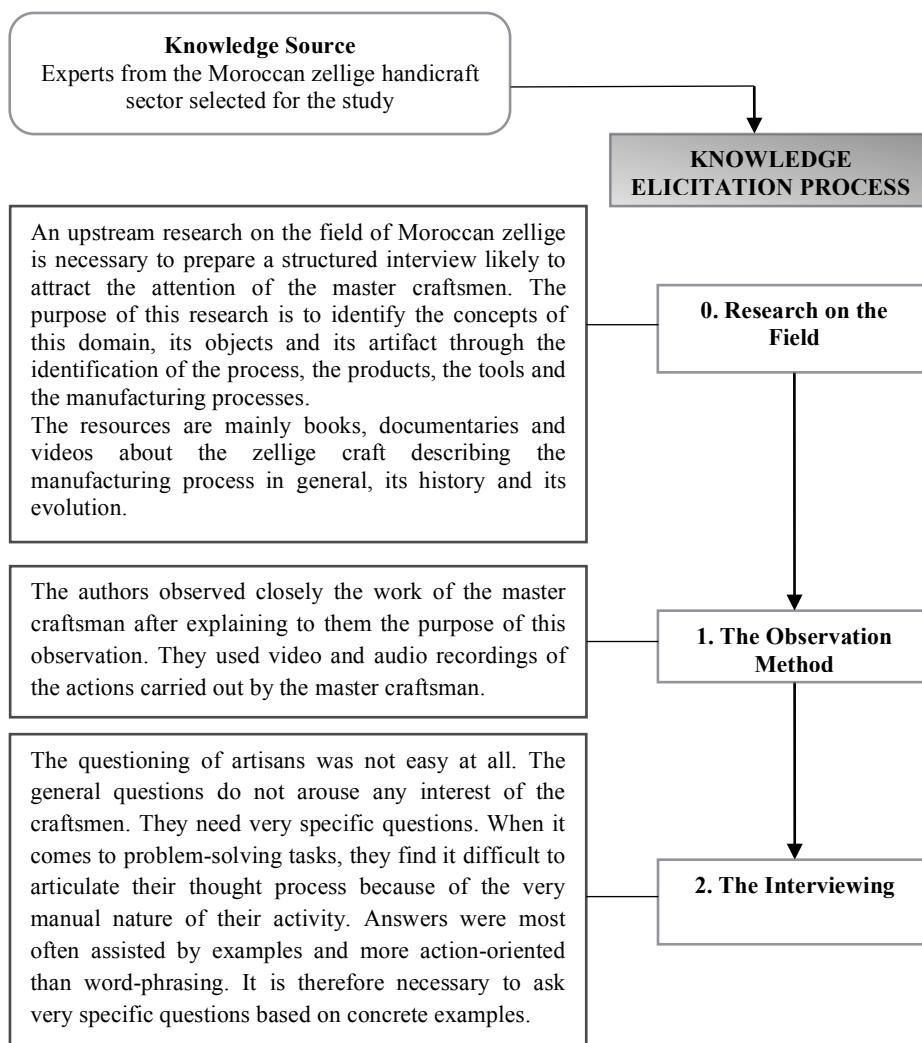 Knowledge Source
Experts from the Moroccan zellige handicraft
sector selected for the study
KNOWLEDGE
ELICITATION PROCESS
An upstream research on the field of Moroccan zellige
is necessary to prepare a structured interview likely to
attract the attention of the master craftsmen. The
purpose of this research is to identify the concepts of
this domain, its objects and its artifact through the
identification of the process, the products, the tools and
the manufacturing processes.
The resources are mainly books, documentaries and
videos about the zellige craft describing the
manufacturing process in general, its history and its
evolution.
0. Research on the
Field
The authors observed closely the work of the master
craftsman after explaining to them the purpose of this
observation. They used video and audio recordings of
the actions carried out by the master craftsman.
1. The Observation
Method
The questioning of artisans was not easy at all. The
general questions do not arouse any interest of the
craftsmen. They need very specific questions. When it
comes to problem-solving tasks, they find it difficult to
articulate their thought process because of the very
manual nature of their activity. Answers were most
often assisted by examples and more action-oriented
than word-phrasing. It is therefore necessary to ask
very specific questions based on concrete examples.
2. The Interviewing